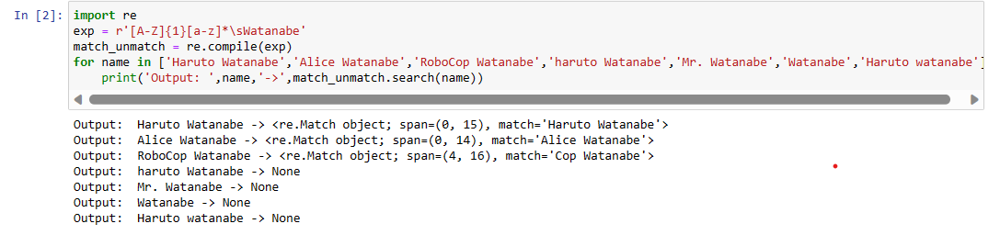 In [2]: import re
exp = r'[A-Z]{1}[a-z]*\sWatanabe'
match_unmatch = re.compile(exp)
for name in ['Haruto Watanabe','Alice Watanabe','RoboCop Watanabe','haruto Watanabe','Mr. Watanabe','Watanabe','Haruto watanabe']
    print('Output: ',name,'->',match_unmatch.search(name))
Output:  Haruto Watanabe -> <re.Match object; span=(0, 15), match='Haruto Watanabe'>
Output:  Alice Watanabe -> <re.Match object; span=(0, 14), match='Alice Watanabe'>
Output:  RoboCop Watanabe -> <re.Match object; span=(4, 16), match='Cop Watanabe'>
Output:  haruto Watanabe -> None
Output:  Mr. Watanabe -> None
Output:  Watanabe -> None
Output:  Haruto watanabe -> None